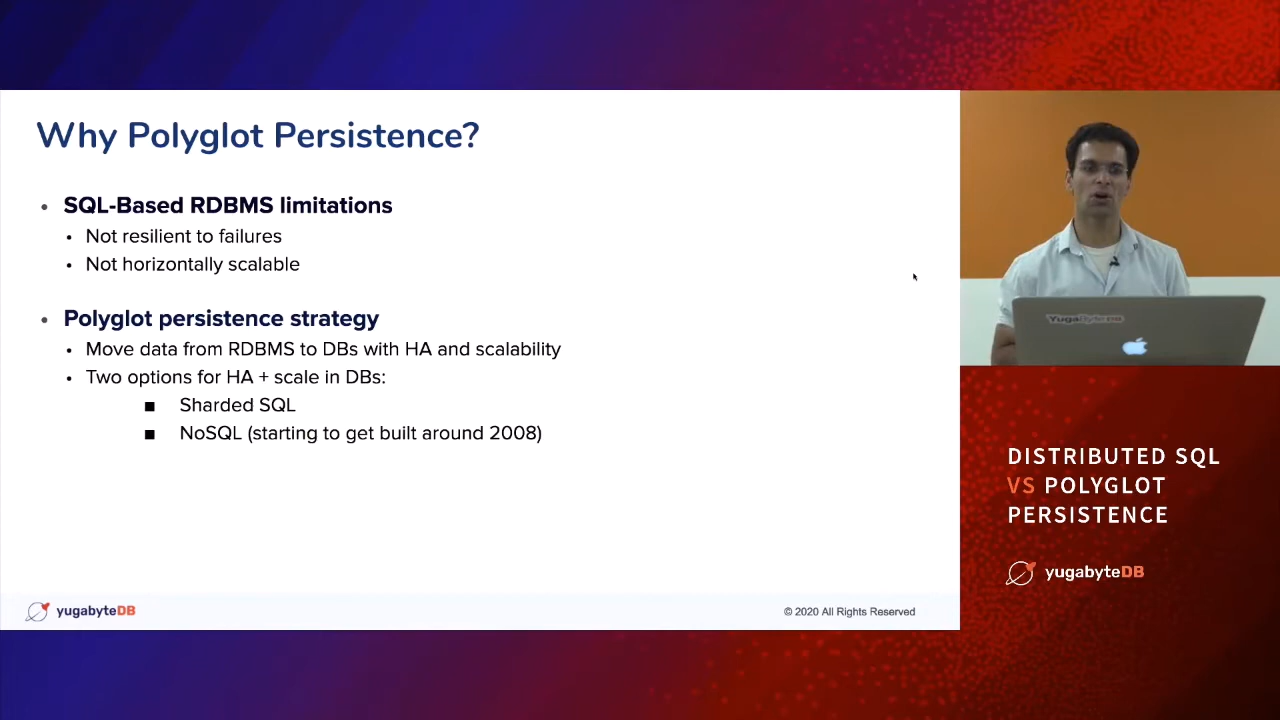 Why Polyglot Persistence?
• SQL-Based RDBMS limitations
• Not resilient to failures
• Not horizontally scalable
• Polyglot persistence strategy
• Move data from RDBMS to DBs with HA and scalability
• Two options for HA + scale in DBs:
■ Sharded SQL
■ NoSQL (starting to get built around 2008)
yugabyteDB
© 2020 All Rights Reserved
YugaByteDB
DISTRIBUTED SQL
VS POLYGLOT
PERSISTENCE
yugabyteDB